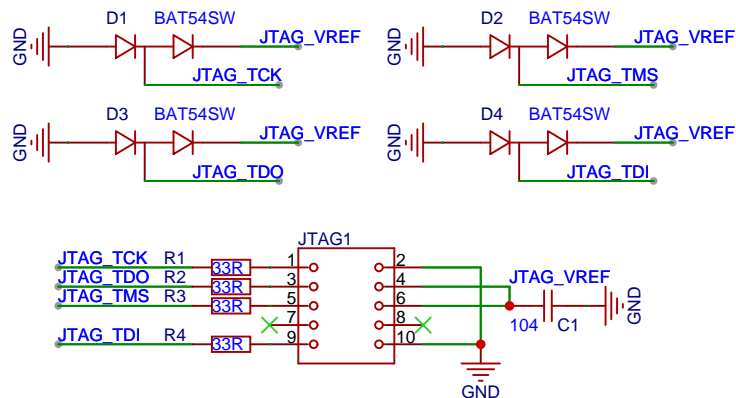 D1 BAT54SW
GND JTAG_VREF
JTAG_TCK
D2 BAT54SW
GND JTAG_VREF
JTAG_TMS
D3 BAT54SW
GND JTAG_VREF
JTAG_TDO
D4 BAT54SW
GND JTAG_VREF
JTAG_TDI
JTAG1
JTAG_TCK R1 33R 1 2
JTAG_TDO R2 33R 3 4
JTAG_TMS R3 33R 5 6
7 8
JTAG_TDI R4 33R 9 10
JTAG_VREF
104 C1 GND
GND